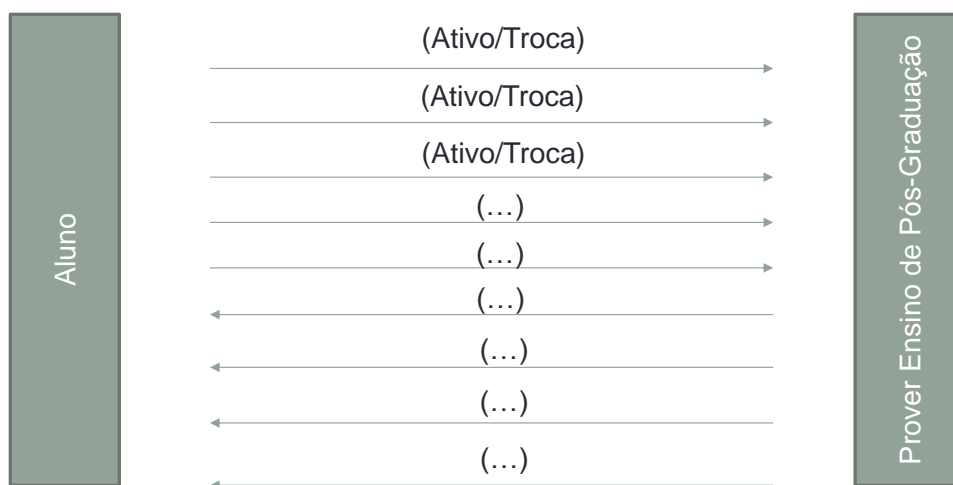 Aluno
(Ativo/Troca)
(Ativo/Troca)
(Ativo/Troca)
(…)
(…)
(…)
(…)
(…)
(…)
Prover Ensino de Pós-Graduação